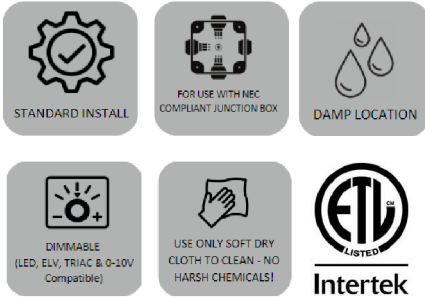 STANDARD INSTALL
FOR USE WITH NEC
COMPLIANT JUNCTION BOX
DAMP LOCATION
DIMMABLE
(LED, ELV, TRIAC & 0-10V
Compatible)
USE ONLY SOFT DRY
CLOTH TO CLEAN - NO
HARSH CHEMICALS!
ETL
CM
LISTED
Intertek